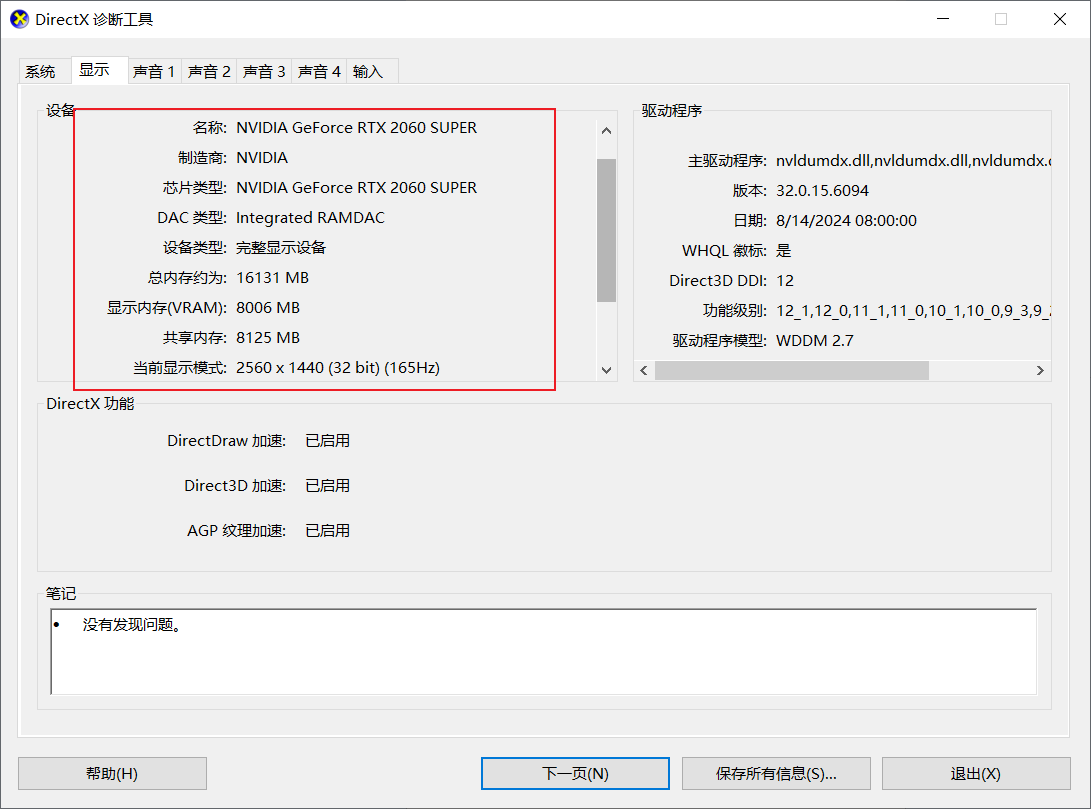 DirectX 诊断工具
系统 显示 声音 1 声音 2 声音 3 声音 4 输入
设备
名称: NVIDIA GeForce RTX 2060 SUPER
制造商: NVIDIA
芯片类型: NVIDIA GeForce RTX 2060 SUPER
DAC 类型: Integrated RAMDAC
设备类型: 完整显示设备
总内存约为: 16131 MB
显示内存(VRAM): 8006 MB
共享内存: 8125 MB
当前显示模式: 2560 x 1440 (32 bit) (165Hz)
驱动程序
主驱动程序: nvldumdx.dll,nvldumdx.dll,nvldumdx.
版本: 32.0.15.6094
日期: 8/14/2024 08:00:00
WHQL 徽标: 是
Direct3D DDI: 12
功能级别: 12_1,12_0,11_1,11_0,10_1,10_0,9_3,9_
驱动程序模型: WDDM 2.7
DirectX 功能
DirectDraw 加速: 已启用
Direct3D 加速: 已启用
AGP 纹理加速: 已启用
笔记
• 没有发现问题。
帮助(H) 下一页(N) 保存所有信息(S)... 退出(X)